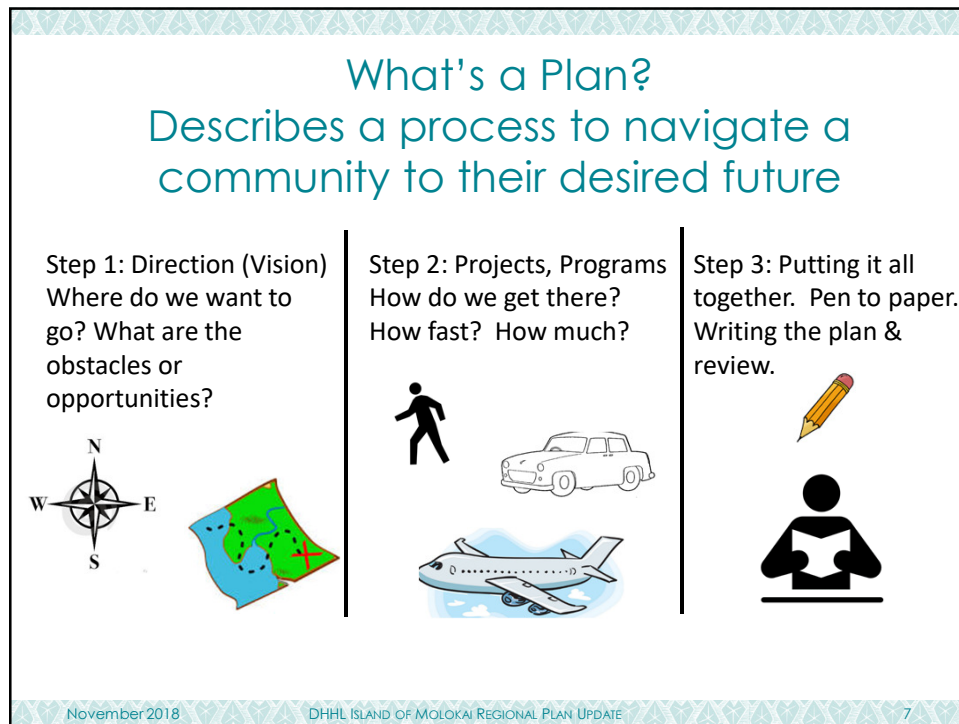 What's a Plan?
Describes a process to navigate a
community to their desired future
Step 1: Direction (Vision)
Where do we want to
go? What are the
obstacles or
opportunities?
N
W
E
S
Step 2: Projects, Programs
How do we get there?
How fast?  How much?
Step 3: Putting it all
together.  Pen to paper.
Writing the plan &
review.
November 2018
DHHL ISLAND OF MOLOKAI REGIONAL PLAN UPDATE
7